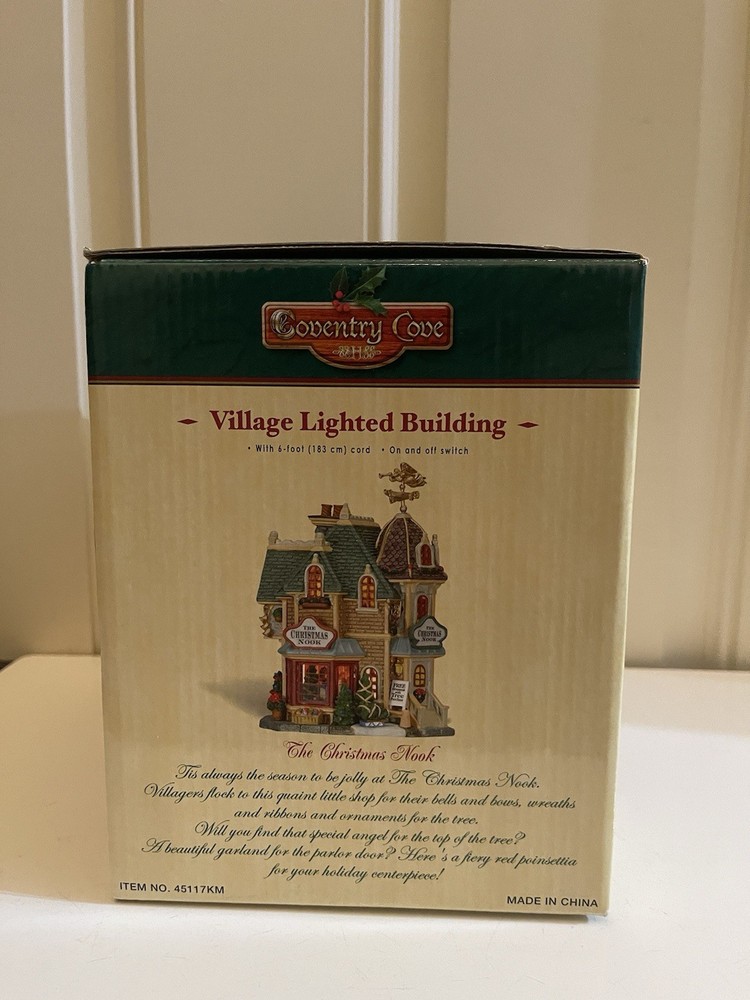 Coventry Cove
Village Lighted Building
• With 6-foot (183 cm) cord • On and off switch
THE
CHRISTMAS
NOOK
THE
CHRISTMAS
NOOK
FREE
Tree
The Christmas Nook
'Tis always the season to be jolly at The Christmas Nook.
Villagers flock to this quaint little shop for their bells and bows, wreaths
and ribbons and ornaments for the tree.
Will you find that special angel for the top of the tree?
A beautiful garland for the parlor door? Here's a fiery red poinsettia
for your holiday centerpiece!
ITEM NO. 45117KM
MADE IN CHINA